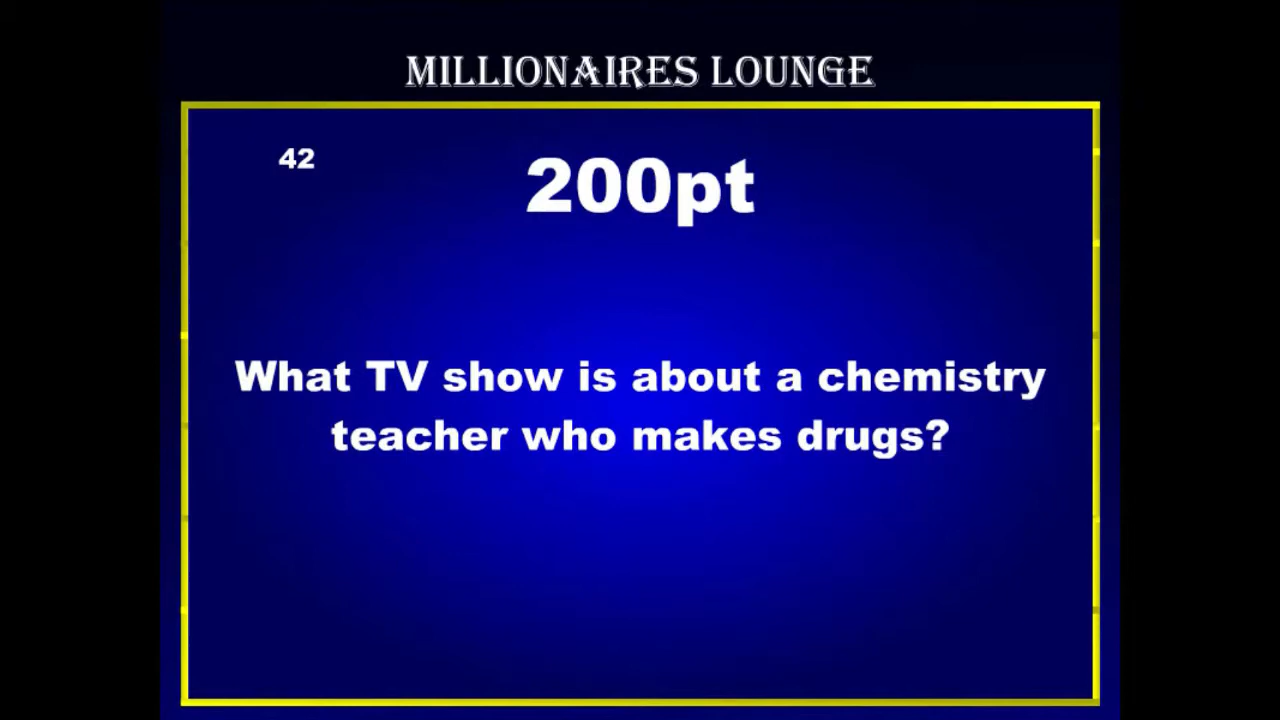 MILLIONAIRES LOUNGE
42
200pt
What TV show is about a chemistry
teacher who makes drugs?